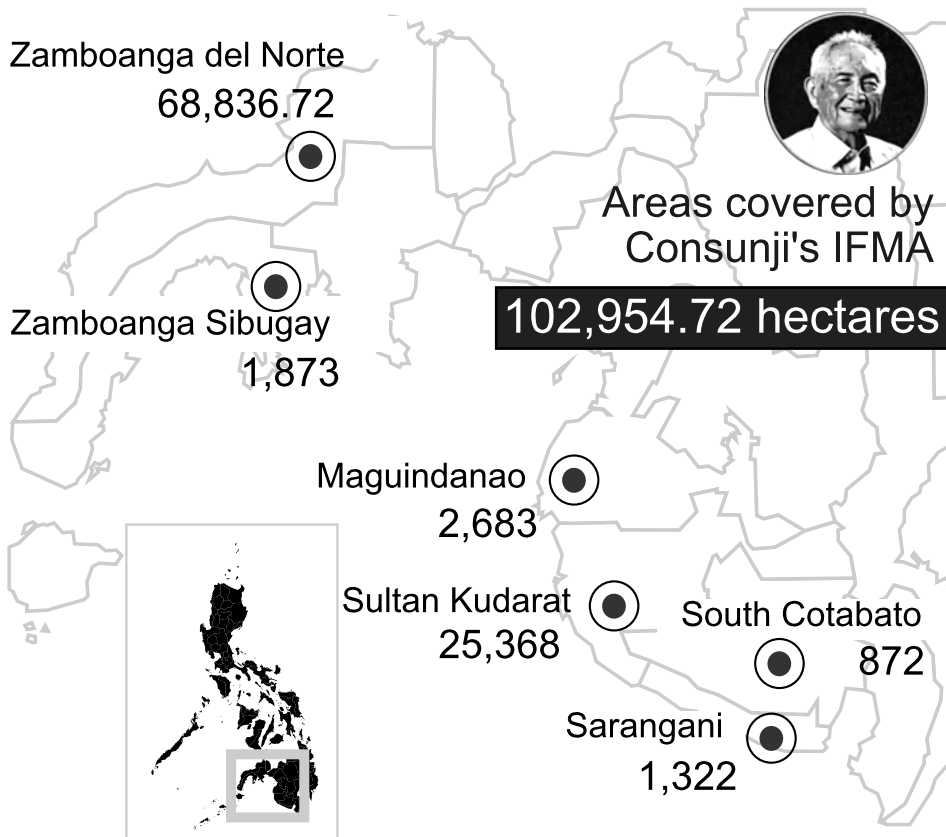 Zamboanga del Norte
68,836.72
Areas covered by
Consunji's IFMA
102,954.72 hectares
Zamboanga Sibugay
1,873
Maguindanao
2,683
Sultan Kudarat
25,368
South Cotabato
872
Sarangani
1,322